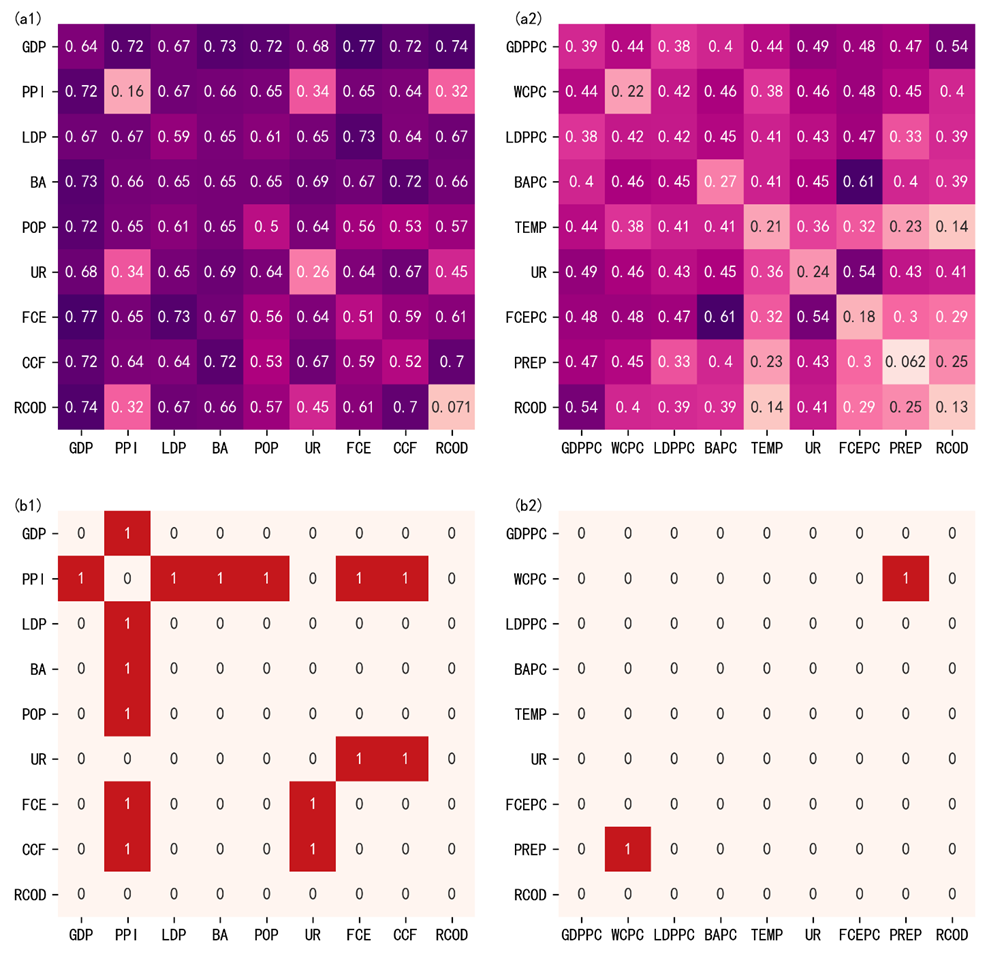 (a1)
GDP 0.64 0.72 0.67 0.73 0.72 0.68 0.77 0.72 0.74
PPI 0.72 0.16 0.67 0.66 0.65 0.34 0.65 0.64 0.32
LDP 0.67 0.67 0.59 0.65 0.61 0.65 0.73 0.64 0.67
BA 0.73 0.66 0.65 0.65 0.65 0.69 0.67 0.72 0.66
POP 0.72 0.65 0.61 0.65 0.5 0.64 0.56 0.53 0.57
UR 0.68 0.34 0.65 0.69 0.64 0.26 0.64 0.67 0.45
FCE 0.77 0.65 0.73 0.67 0.56 0.64 0.51 0.59 0.61
CCF 0.72 0.64 0.64 0.72 0.53 0.67 0.59 0.52 0.7
RCOD 0.74 0.32 0.67 0.66 0.57 0.45 0.61 0.7 0.071
GDP PPI LDP BA POP UR FCE CCF RCOD
(a2)
GDPPC 0.39 0.44 0.38 0.4 0.44 0.49 0.48 0.47 0.54
WCPC 0.44 0.22 0.42 0.46 0.38 0.46 0.48 0.45 0.4
LDPPC 0.38 0.42 0.42 0.45 0.41 0.43 0.47 0.33 0.39
BAPC 0.4 0.46 0.45 0.27 0.41 0.45 0.61 0.4 0.39
TEMP 0.44 0.38 0.41 0.41 0.21 0.36 0.32 0.23 0.14
UR 0.49 0.46 0.43 0.45 0.36 0.24 0.54 0.43 0.41
FCEPC 0.48 0.48 0.47 0.61 0.32 0.54 0.18 0.3 0.29
PREP 0.47 0.45 0.33 0.4 0.23 0.43 0.3 0.062 0.25
RCOD 0.54 0.4 0.39 0.39 0.14 0.41 0.29 0.25 0.13
GDPPC WCPC LDPPC BAPC TEMP UR FCEPC PREP RCOD
(b1)
GDP 0 1 0 0 0 0 0 0 0
PPI 1 0 1 1 1 0 1 1 0
LDP 0 1 0 0 0 0 0 0 0
BA 0 1 0 0 0 0 0 0 0
POP 0 1 0 0 0 0 0 0 0
UR 0 0 0 0 0 0 1 1 0
FCE 0 1 0 0 0 1 0 0 0
CCF 0 1 0 0 0 1 0 0 0
RCOD 0 0 0 0 0 0 0 0 0
GDP PPI LDP BA POP UR FCE CCF RCOD
(b2)
GDPPC 0 0 0 0 0 0 0 0 0
WCPC 0 0 0 0 0 0 0 1 0
LDPPC 0 0 0 0 0 0 0 0 0
BAPC 0 0 0 0 0 0 0 0 0
TEMP 0 0 0 0 0 0 0 0 0
UR 0 0 0 0 0 0 0 0 0
FCEPC 0 0 0 0 0 0 0 0 0
PREP 0 1 0 0 0 0 0 0 0
RCOD 0 0 0 0 0 0 0 0 0
GDPPC WCPC LDPPC BAPC TEMP UR FCEPC PREP RCOD